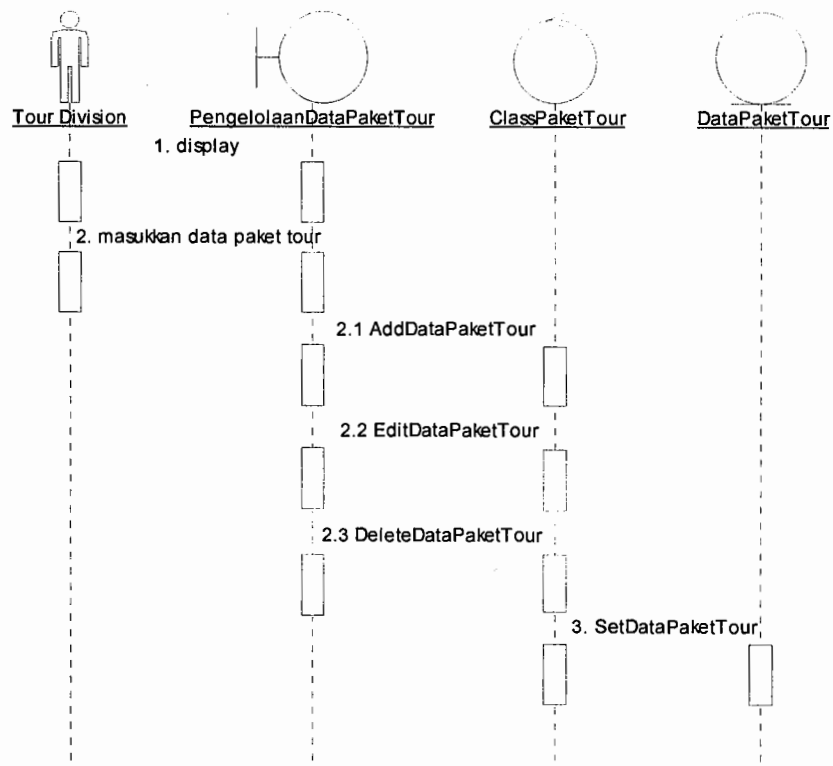 Tour Division
PengelolaanDataPaketTour
ClassPaketTour
DataPaketTour
1. display
2. masukkan data paket tour
2.1 AddDataPaketTour
2.2 EditDataPaketTour
2.3 DeleteDataPaketTour
3. SetDataPaketTour